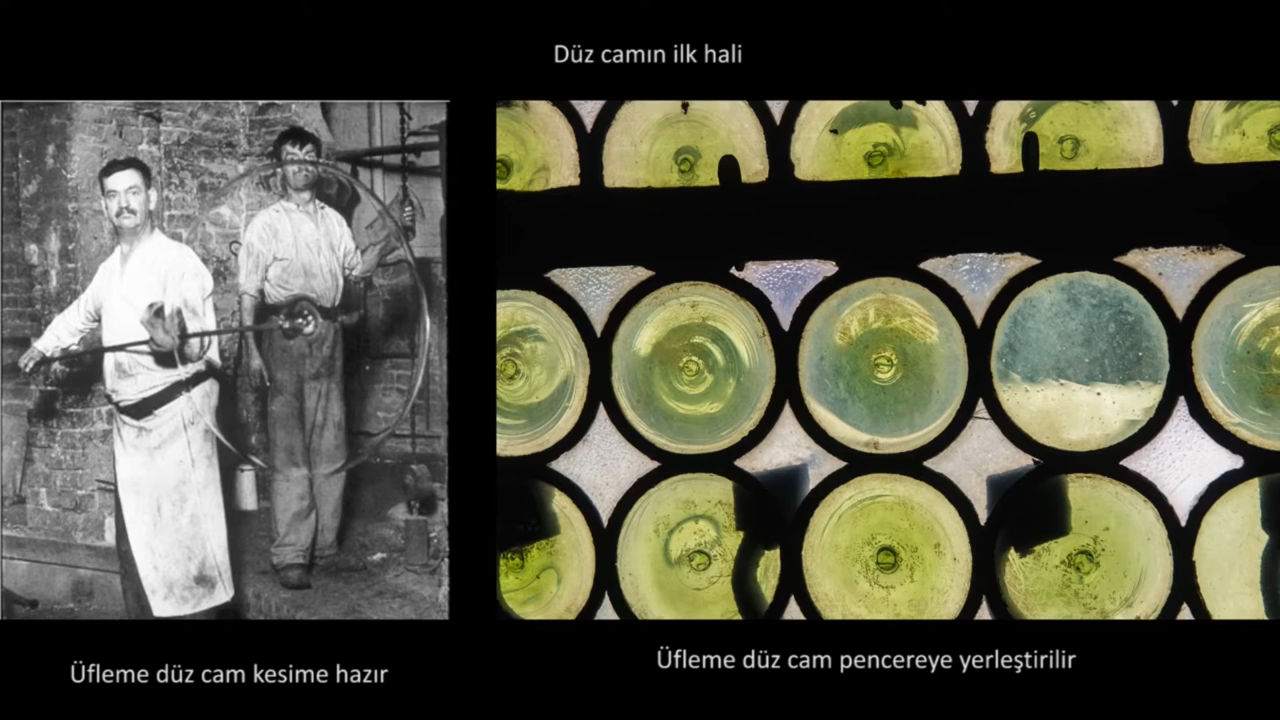 Düz camın ilk hali
Üfleme düz cam kesime hazır
Üfleme düz cam pencereye yerleştirilir